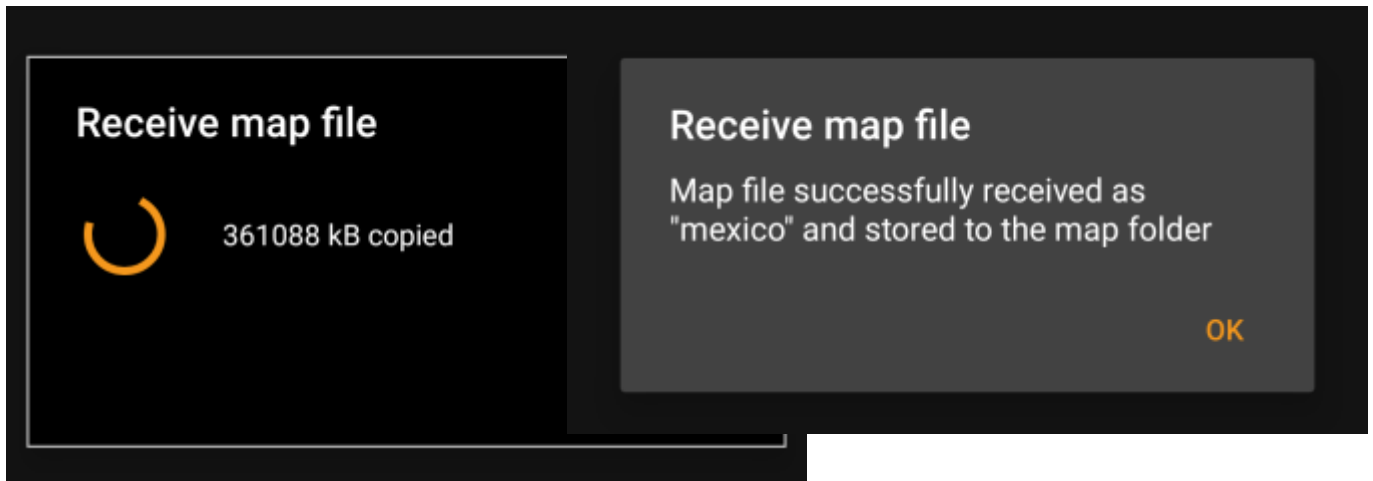 Receive map file
361088 kB copied
Receive map file
Map file successfully received as
"mexico" and stored to the map folder
OK